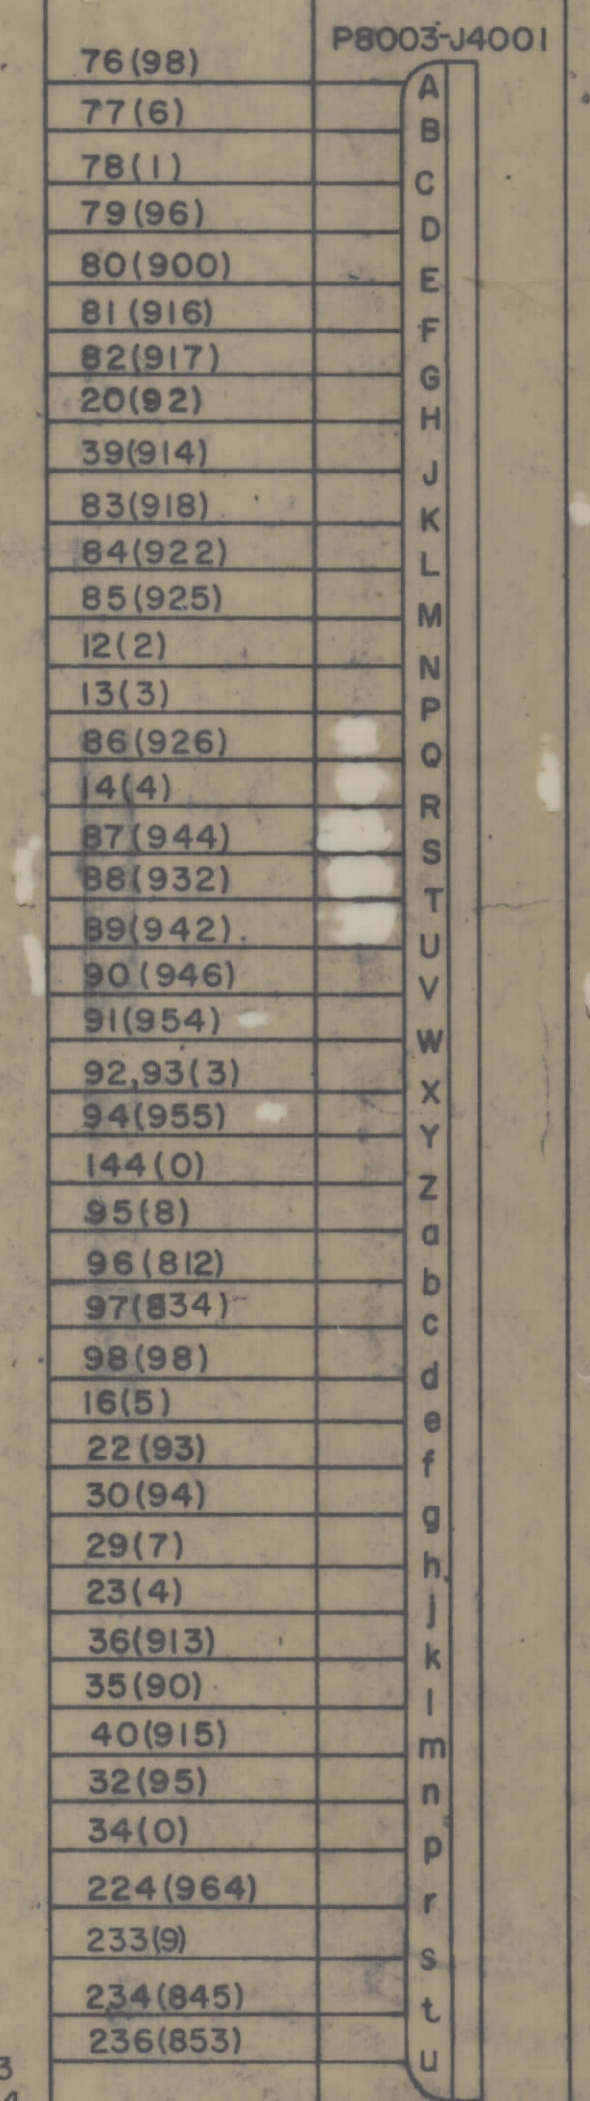 P8003-J4001
76(98) A
77(6) B
78(1) C
79(96) D
80(900) E
81(916) F
82(917) G
20(92) H
39(914) J
83(918) K
84(922) L
85(925) M
12(2) N
13(3) P
86(926) Q
14(4) R
87(944) S
88(932) T
89(942) U
90(946) V
91(954) W
92,93(3) X
94(955) Y
144(0) Z
95(8) a
96(812) b
97(834) c
98(98) d
16(5) e
22(93) f
30(94) g
29(7) h
23(4) j
36(913) k
35(90) l
40(915) m
32(95) n
34(0) p
224(964) r
233(9) s
234(845) t
236(853) u
3